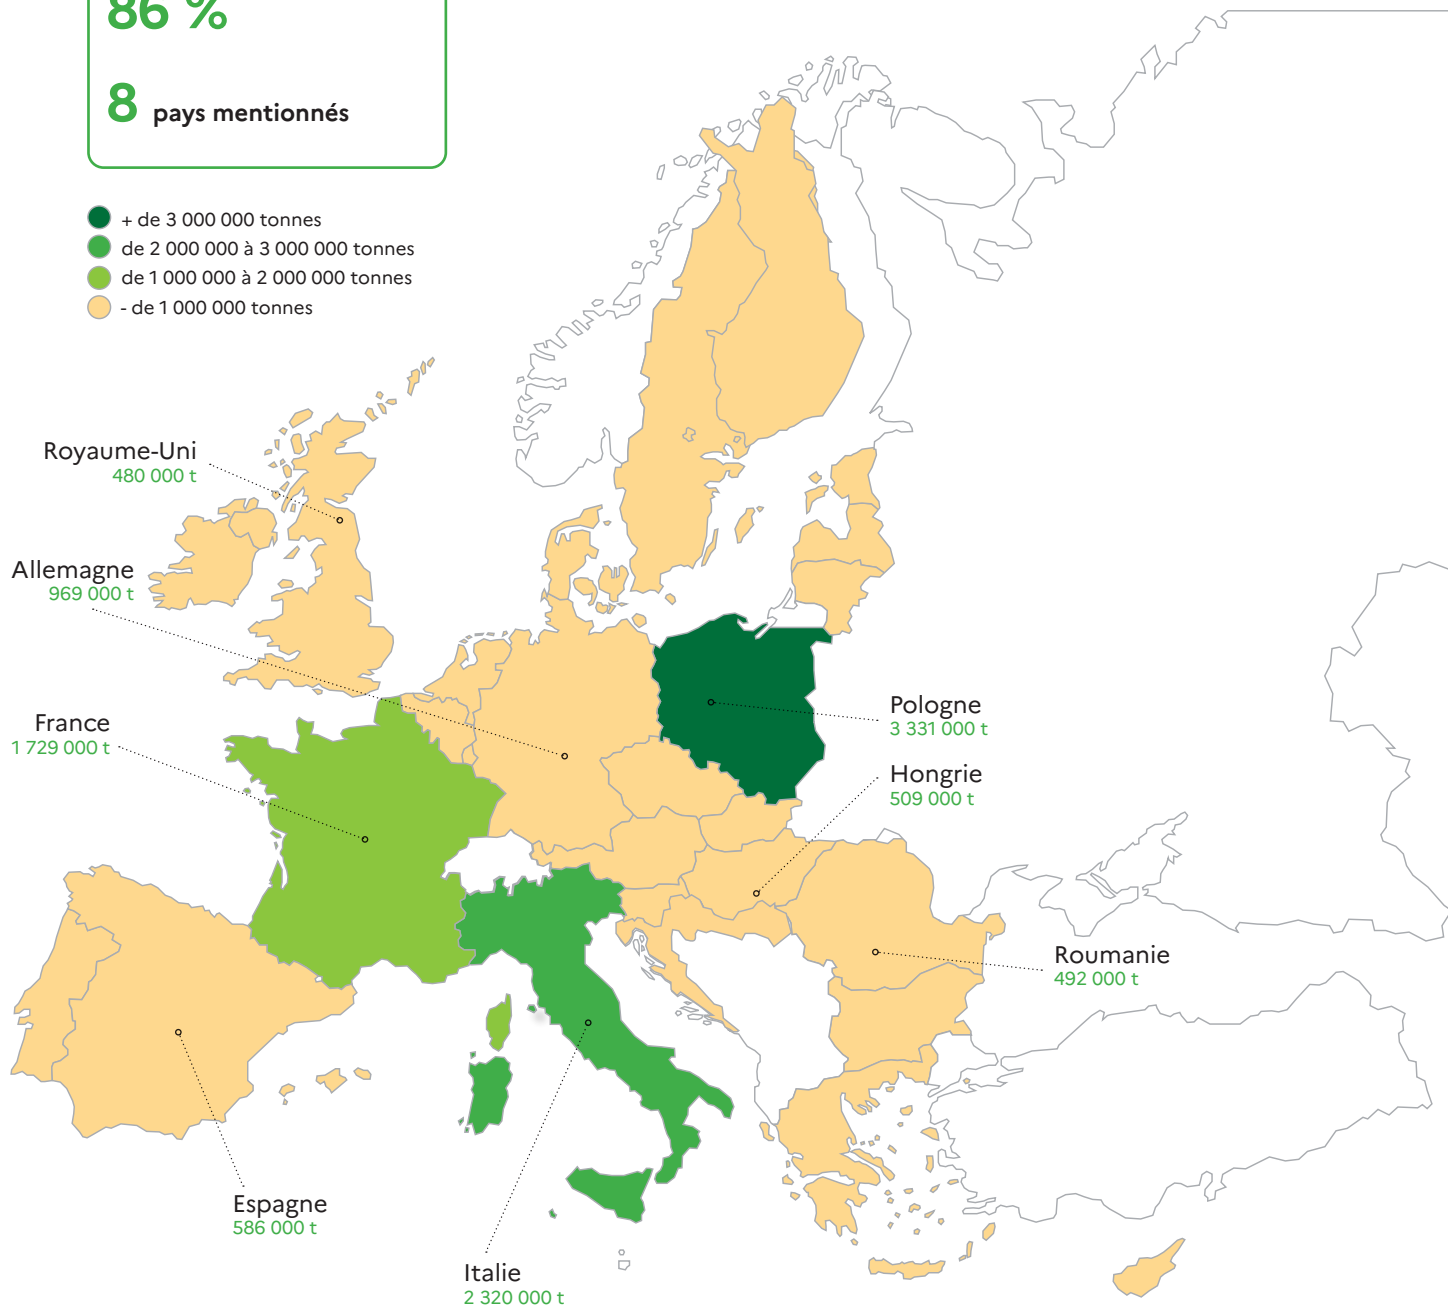 86 %
8 pays mentionnés
+ de 3 000 000 tonnes
de 2 000 000 à 3 000 000 tonnes
de 1 000 000 à 2 000 000 tonnes
- de 1 000 000 tonnes
Royaume-Uni
480 000 t
Allemagne
969 000 t
France
1 729 000 t
Pologne
3 331 000 t
Hongrie
509 000 t
Roumanie
492 000 t
Espagne
586 000 t
Italie
2 320 000 t